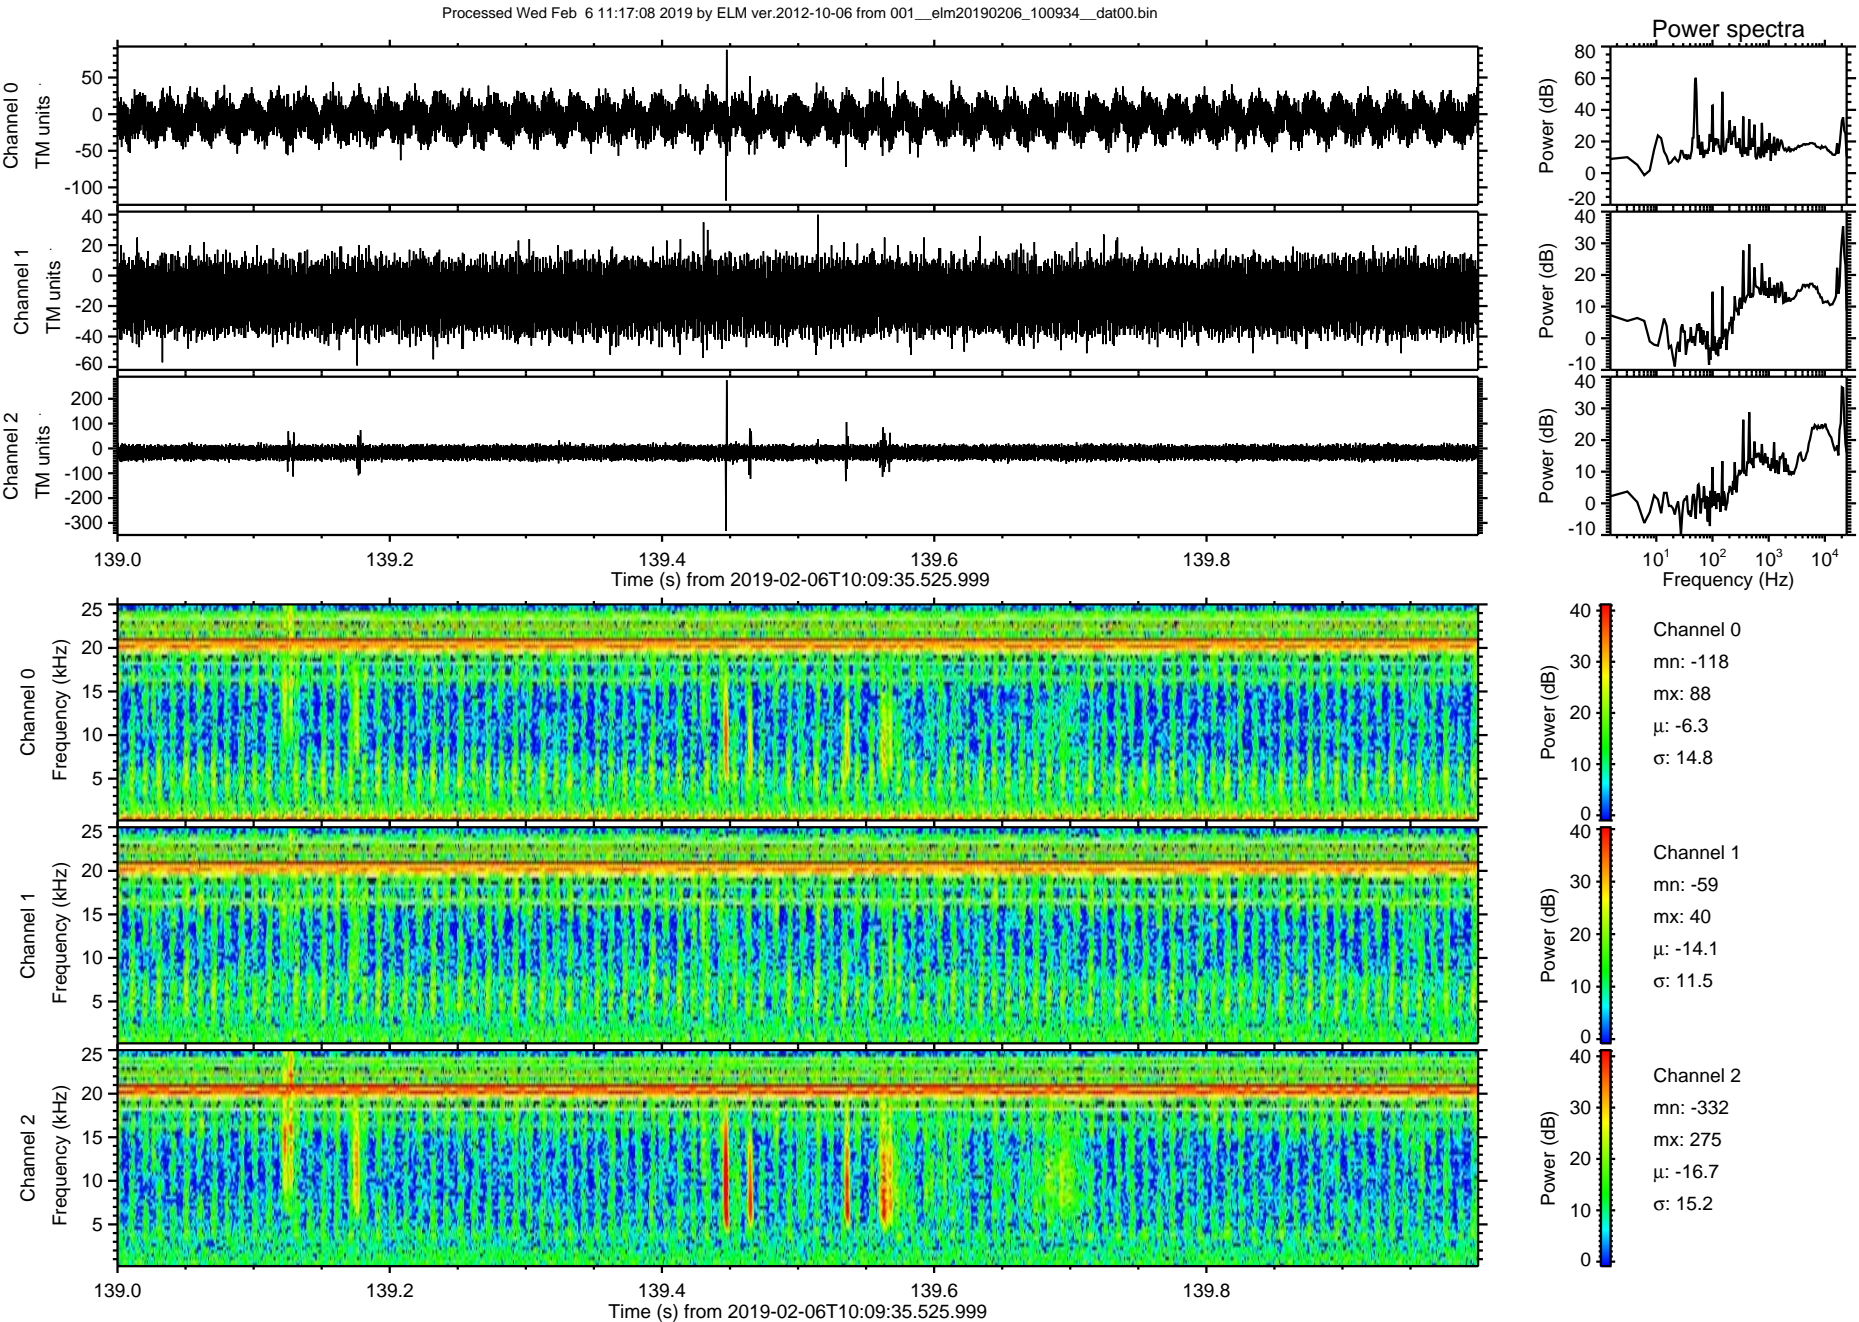 Processed Wed Feb  6 11:17:08 2019 by ELM ver.2012-10-06 from 001__elm20190206_100934__dat00.bin
Power spectra
Channel 0
TM units
50
0
-50
-100
Power (dB)
80
60
40
20
0
-20
Channel 1
TM units
40
20
0
-20
-40
-60
Power (dB)
40
30
20
10
0
-10
Channel 2
TM units
200
100
0
-100
-200
-300
Power (dB)
40
30
20
10
0
-10
139.0 139.2 139.4 139.6 139.8
Time (s) from 2019-02-06T10:09:35.525.999
10¹ 10² 10³ 10⁴
Frequency (Hz)
Channel 0
Frequency (kHz)
25
20
15
10
5
Power (dB)
40
30
20
10
0
Channel 0
mn: -118
mx: 88
μ: -6.3
σ: 14.8
Channel 1
Frequency (kHz)
25
20
15
10
5
Power (dB)
40
30
20
10
0
Channel 1
mn: -59
mx: 40
μ: -14.1
σ: 11.5
Channel 2
Frequency (kHz)
25
20
15
10
5
Power (dB)
40
30
20
10
0
Channel 2
mn: -332
mx: 275
μ: -16.7
σ: 15.2
139.0 139.2 139.4 139.6 139.8
Time (s) from 2019-02-06T10:09:35.525.999